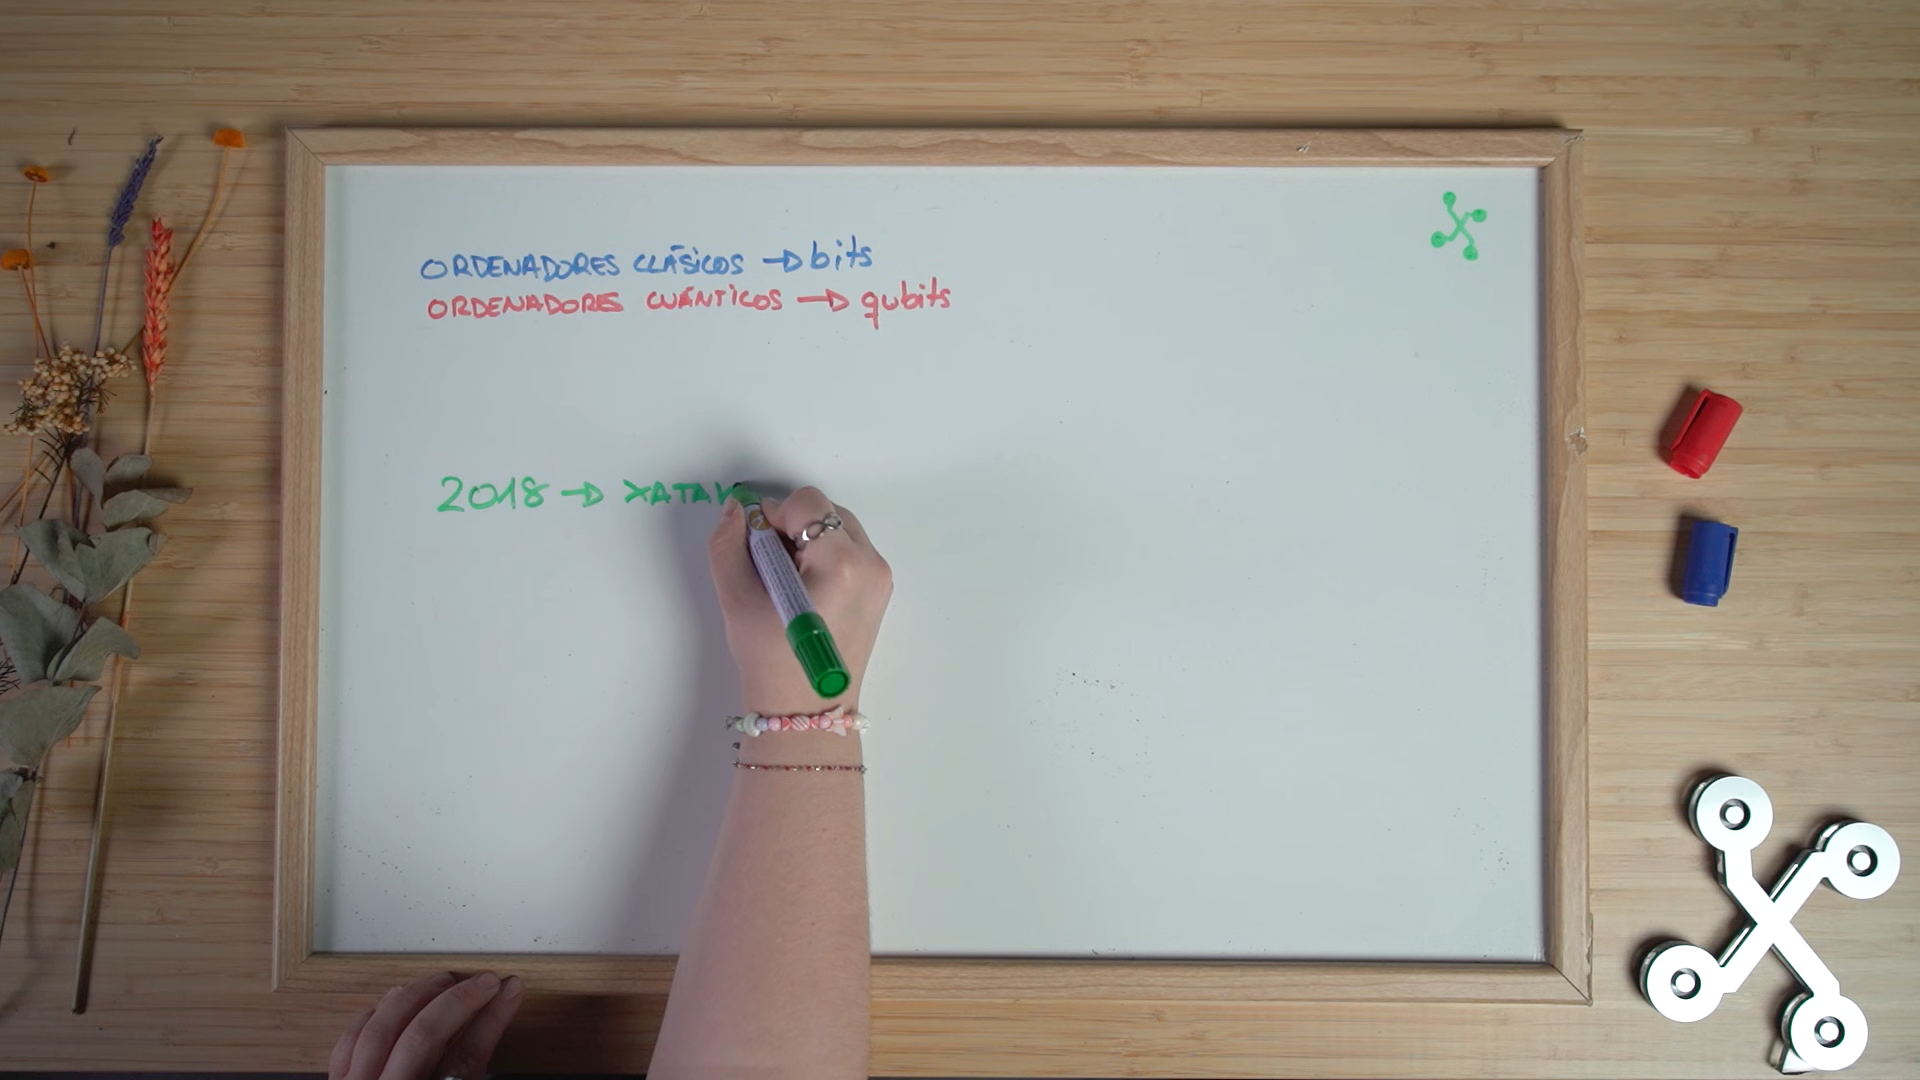 ORDENADORES CLÁSICOS → bits
ORDENADORES CUÁNTICOS → qubits
2018 →